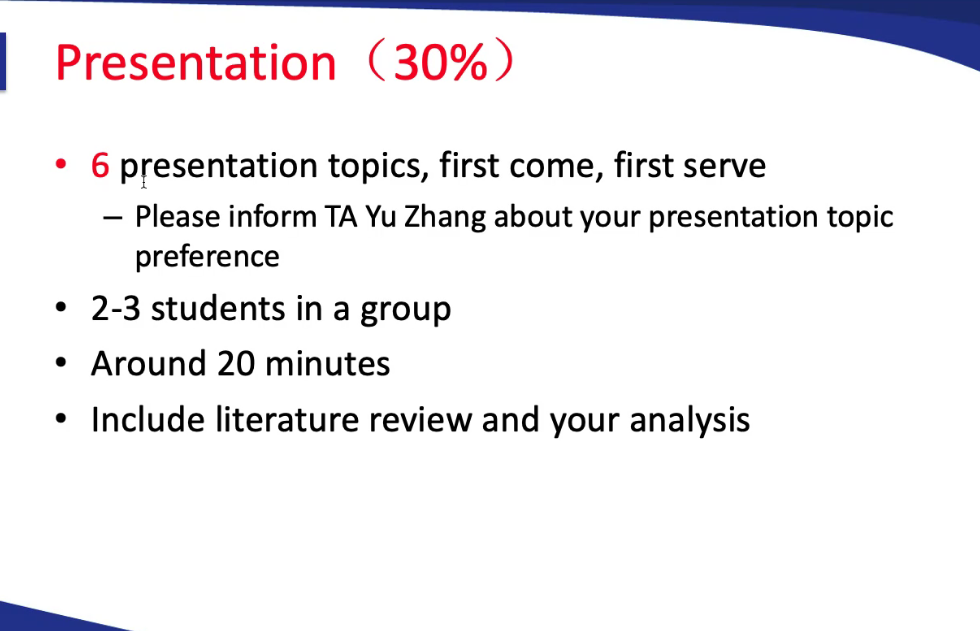 Presentation（30%）
• 6 presentation topics, first come, first serve
– Please inform TA Yu Zhang about your presentation topic
preference
• 2-3 students in a group
• Around 20 minutes
• Include literature review and your analysis